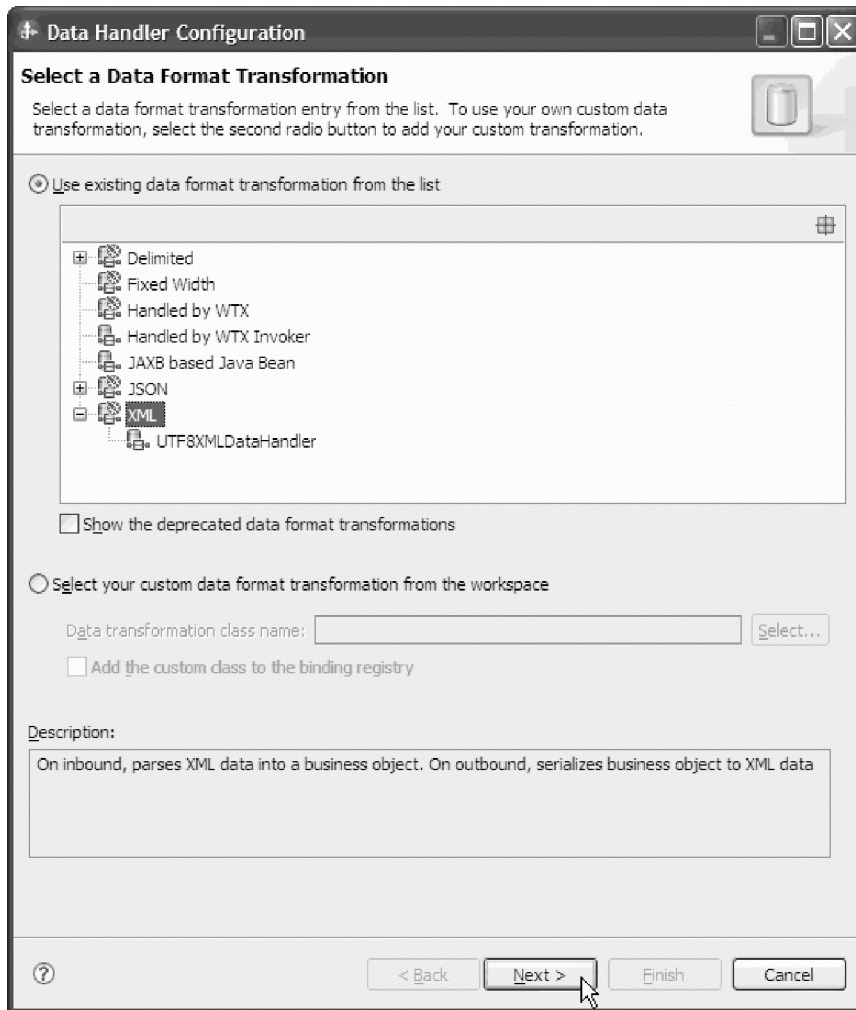 Data Handler Configuration
Select a Data Format Transformation
Select a data format transformation entry from the list. To use your own custom data
transformation, select the second radio button to add your custom transformation.
Use existing data format transformation from the list
Delimited
Fixed Width
Handled by WTX
Handled by WTX Invoker
JAXB based Java Bean
JSON
XML
UTF8XMLDataHandler
Show the deprecated data format transformations
Select your custom data format transformation from the workspace
Data transformation class name:
Select...
Add the custom class to the binding registry
Description:
On inbound, parses XML data into a business object. On outbound, serializes business object to XML data
< Back
Next >
Finish
Cancel